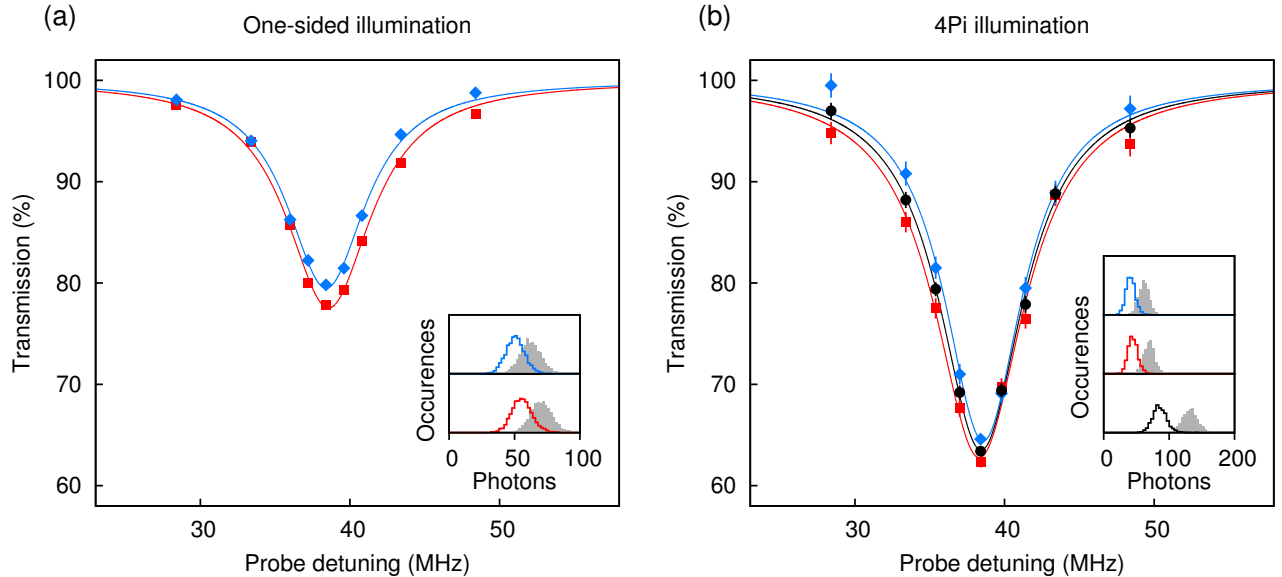 (a)
One-sided illumination
100
90
80
70
60
Transmission (%)
30
40
50
Probe detuning (MHz)
Occurences
0
50
100
Photons
(b)
4Pi illumination
100
90
80
70
60
Transmission (%)
30
40
50
Probe detuning (MHz)
Occurences
0
100
200
Photons